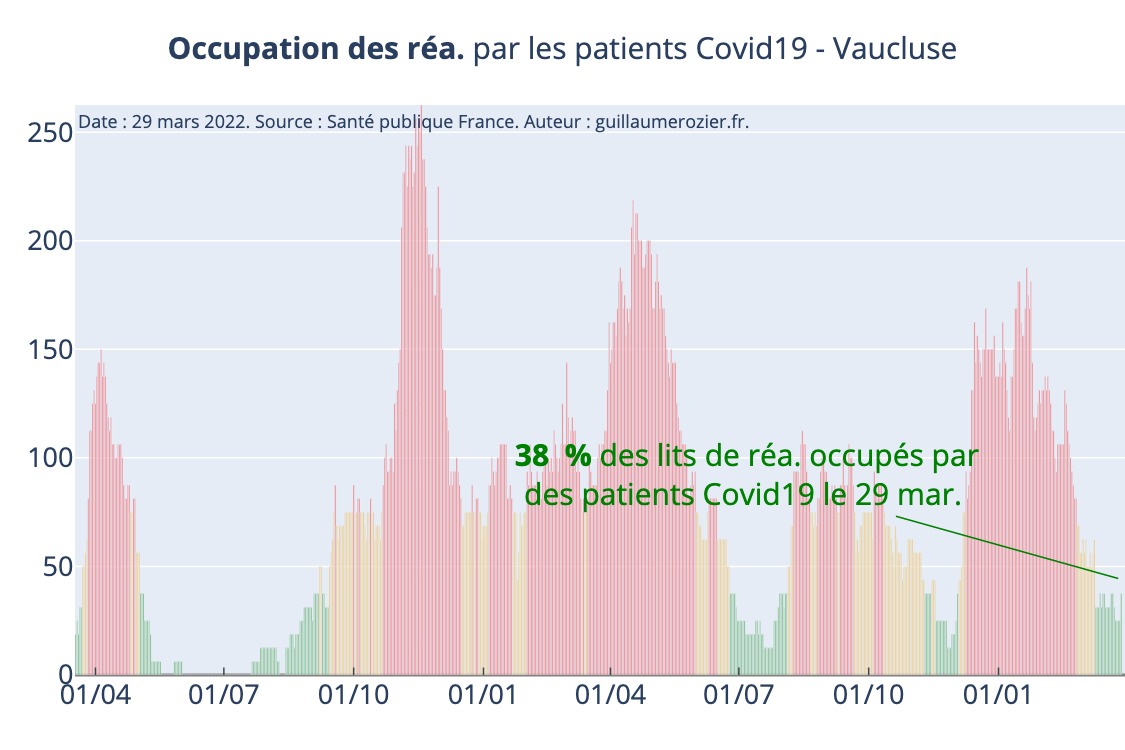 Occupation des réa. par les patients Covid19 - Vaucluse
Date : 29 mars 2022. Source : Santé publique France. Auteur : guillaumerozier.fr.
250
200
150
100
50
0
38 % des lits de réa. occupés par
des patients Covid19 le 29 mar.
01/04 01/07 01/10 01/01 01/04 01/07 01/10 01/01